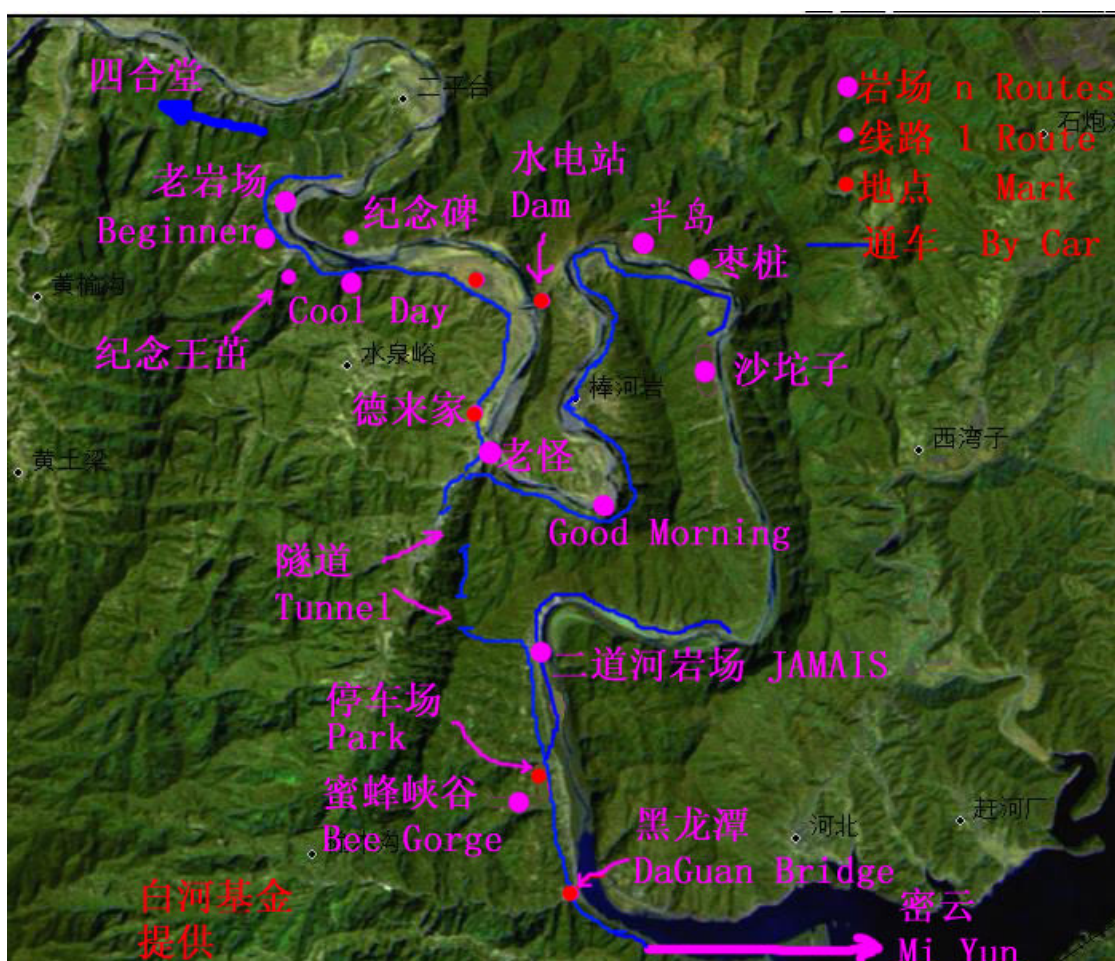 四合堂
二平台
岩场 n Routes
线路 1 Route
地点 Mark
通车 By Car
石炮
水电站
Dam
老岩场
Beginner
纪念碑
半岛
枣桩
黄榆沟
Cool Day
纪念王茁
水泉峪
沙坨子
棒河岩
德来家
老怪
西湾子
黄土梁
Good Morning
隧道
Tunnel
二道河岩场 JAMAIS
停车场
Park
蜜蜂峡谷
Bee Gorge
沟
黑龙潭
DaGuan Bridge
河北
赶河厂
白河基金
提供
密云
Mi Yun